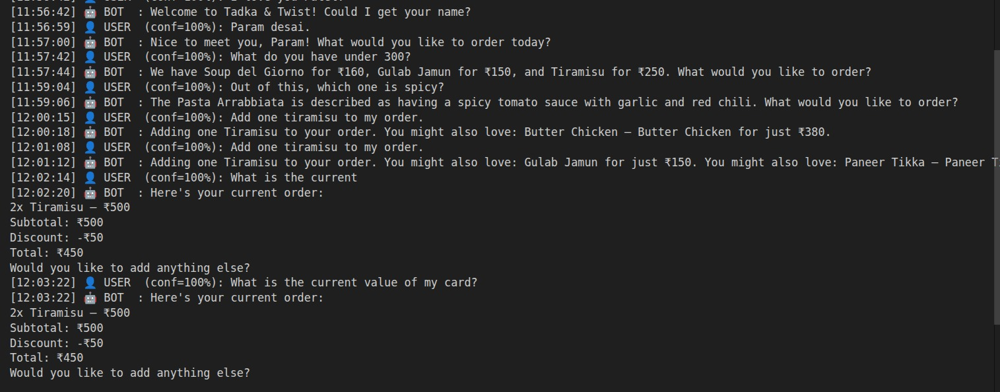 [11:56:42] 🤖 BOT : Welcome to Tadka & Twist! Could I get your name?
[11:56:59] 👤 USER (conf=100%): Param desai.
[11:57:00] 🤖 BOT : Nice to meet you, Param! What would you like to order today?
[11:57:42] 👤 USER (conf=100%): What do you have under 300?
[11:57:44] 🤖 BOT : We have Soup del Giorno for ₹160, Gulab Jamun for ₹150, and Tiramisu for ₹250. What would you like to order?
[11:59:04] 👤 USER (conf=100%): Out of this, which one is spicy?
[11:59:06] 🤖 BOT : The Pasta Arrabbiata is described as having a spicy tomato sauce with garlic and red chili. What would you like to order?
[12:00:15] 👤 USER (conf=100%): Add one tiramisu to my order.
[12:00:18] 🤖 BOT : Adding one Tiramisu to your order. You might also love: Butter Chicken — Butter Chicken for just ₹380.
[12:01:08] 👤 USER (conf=100%): Add one tiramisu to my order.
[12:01:12] 🤖 BOT : Adding one Tiramisu to your order. You might also love: Gulab Jamun for just ₹150. You might also love: Paneer Tikka — Paneer
[12:02:14] 👤 USER (conf=100%): What is the current
[12:02:20] 🤖 BOT : Here's your current order:
2x Tiramisu — ₹500
Subtotal: ₹500
Discount: -₹50
Total: ₹450
Would you like to add anything else?
[12:03:22] 👤 USER (conf=100%): What is the current value of my card?
[12:03:22] 🤖 BOT : Here's your current order:
2x Tiramisu — ₹500
Subtotal: ₹500
Discount: -₹50
Total: ₹450
Would you like to add anything else?